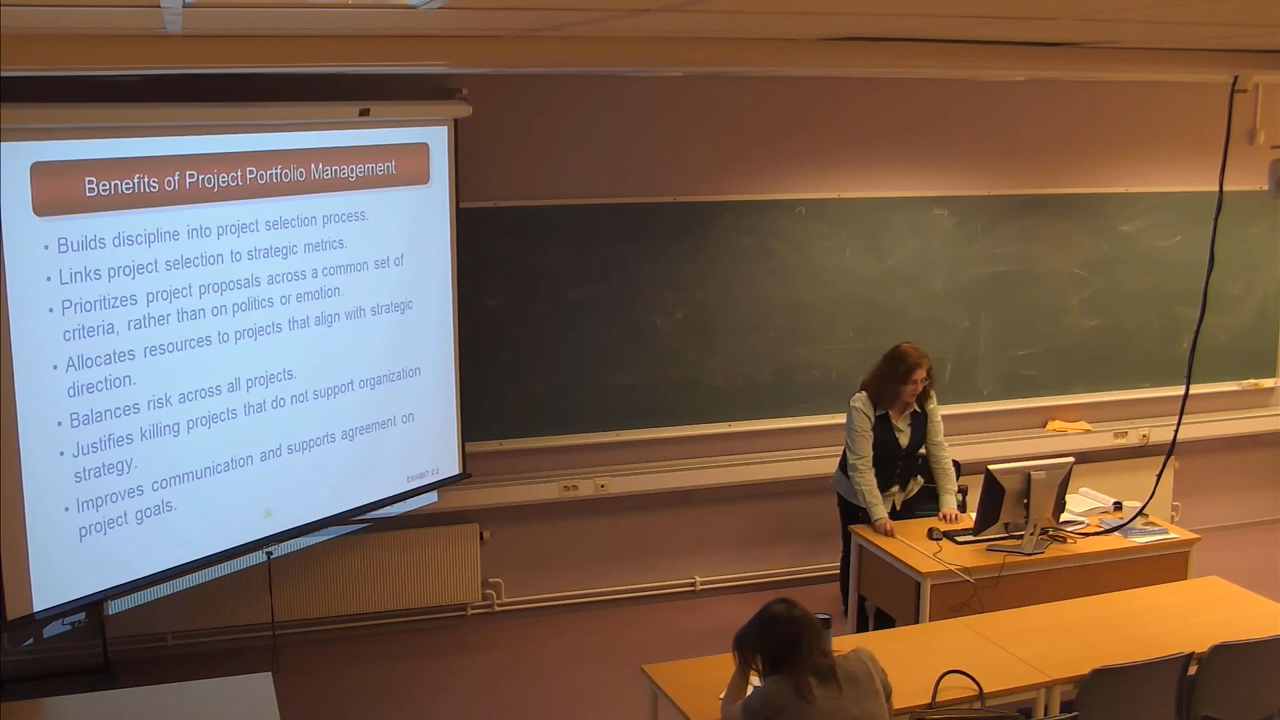 Benefits of Project Portfolio Management
• Builds discipline into project selection process.
• Links project selection to strategic metrics.
• Prioritizes project proposals across a common set of
criteria, rather than on politics or emotion.
• Allocates resources to projects that align with strategic
direction.
• Balances risk across all projects.
• Justifies killing projects that do not support organization
strategy.
• Improves communication and supports agreement on
project goals.
EXHIBIT 2.2